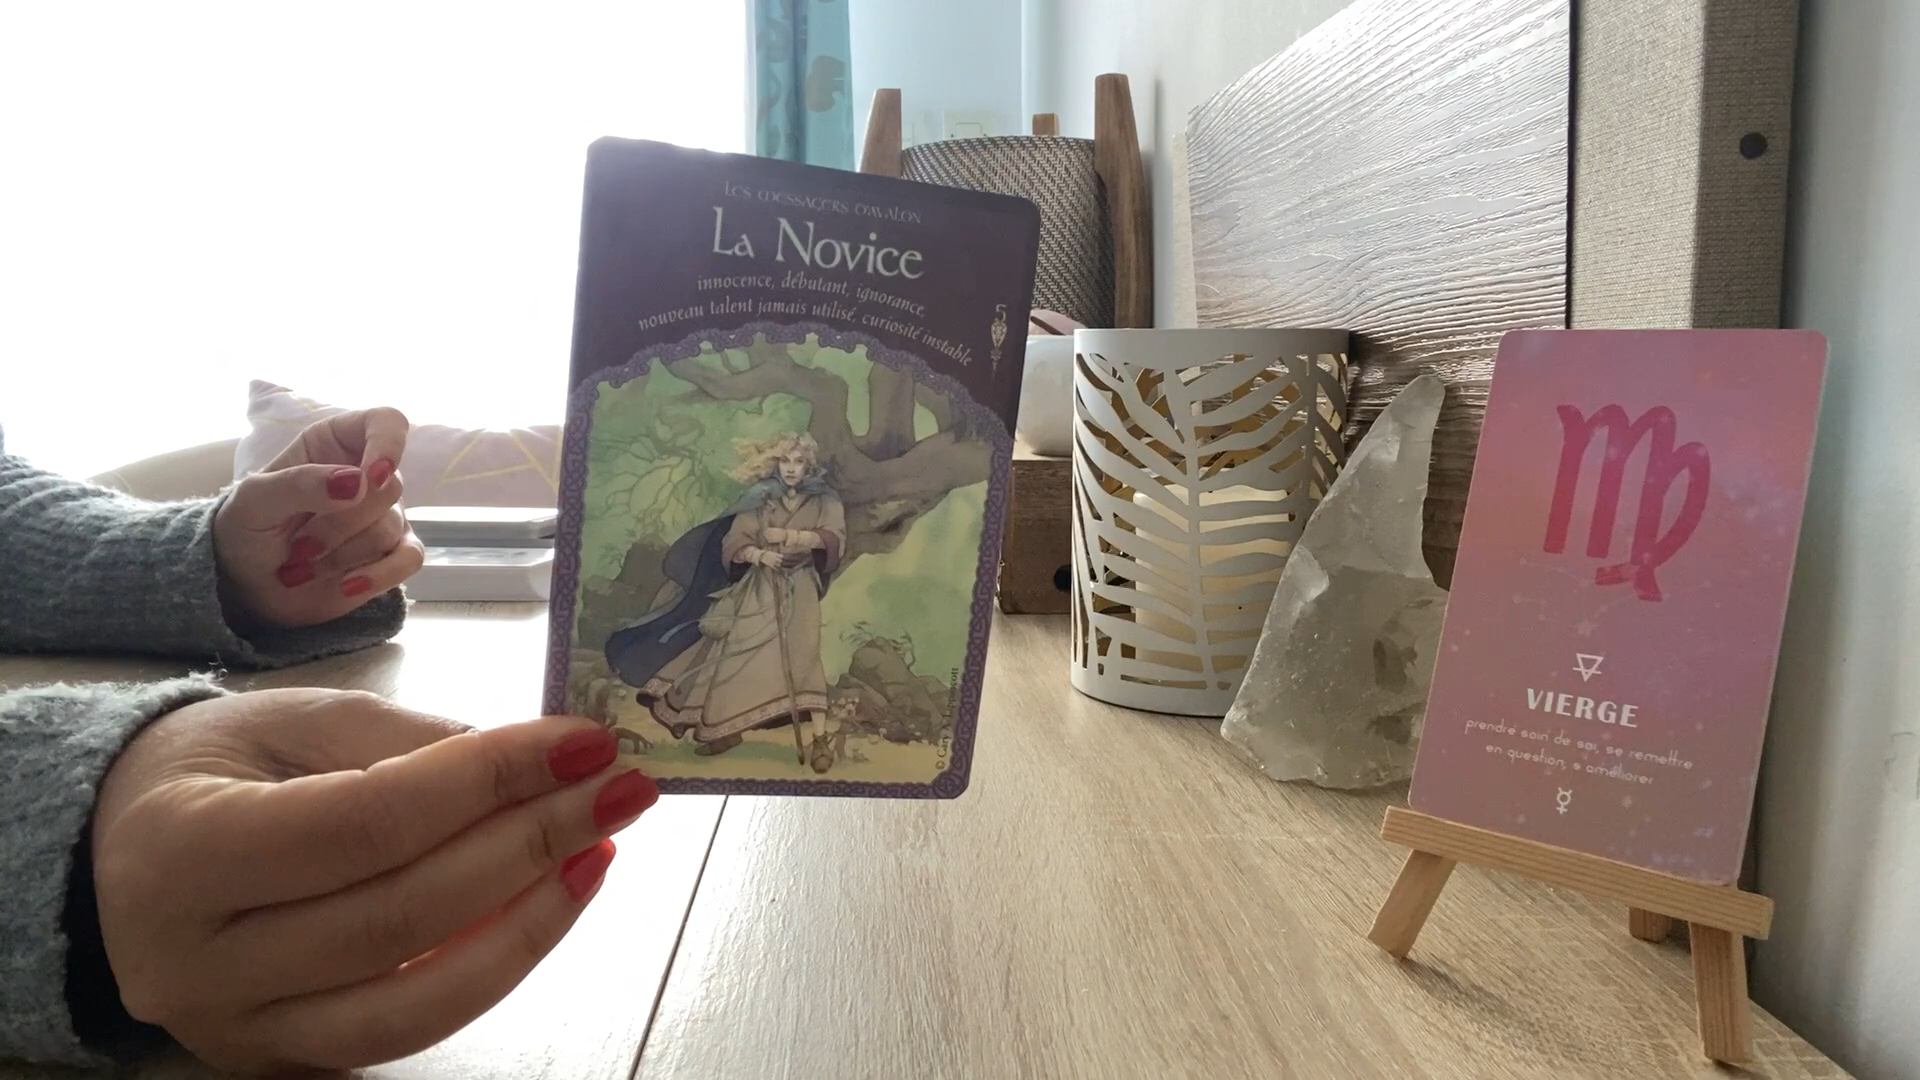 Les Messagers d'Avalon
La Novice
innocence, débutant, ignorance,
nouveau talent jamais utilisé, curiosité instable
5
VIERGE
prendre soin de soi, se remettre
en question, s'améliorer